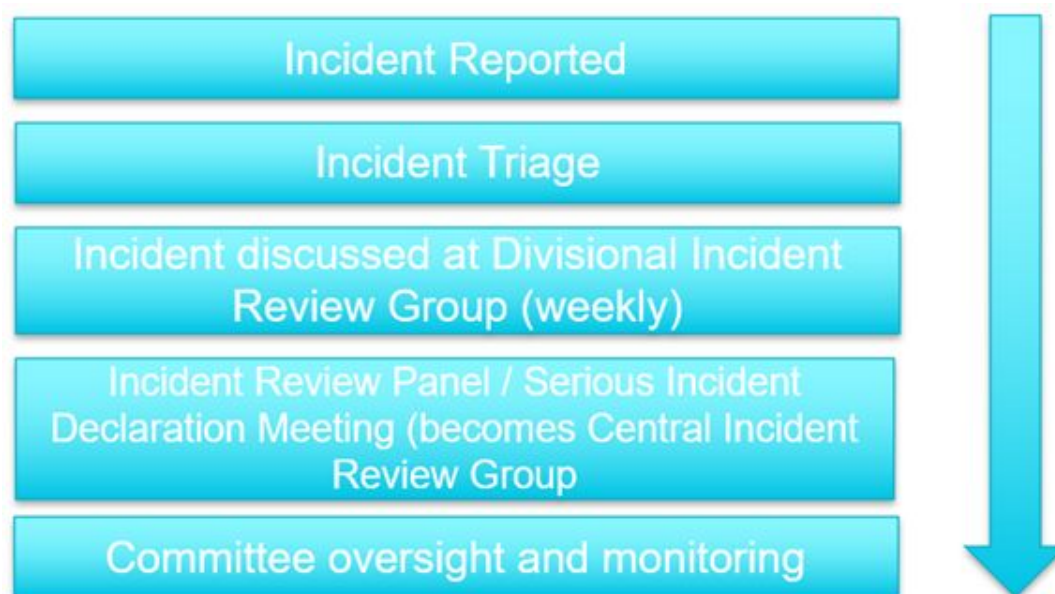 Incident Reported
Incident Triage
Incident discussed at Divisional Incident
Review Group (weekly)
Incident Review Panel / Serious Incident
Declaration Meeting (becomes Central Incident
Review Group
Committee oversight and monitoring